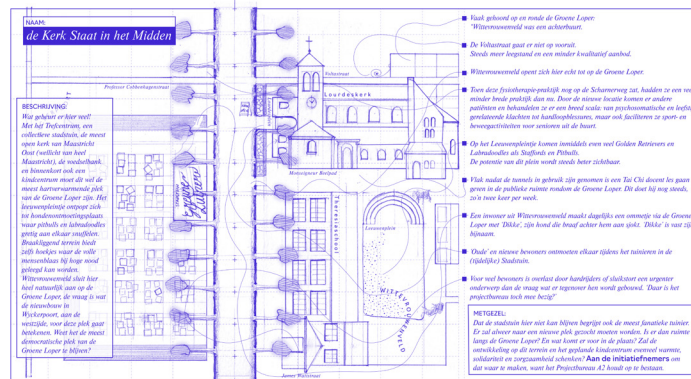 NAAM:
de Kerk Staat in het Midden
BESCHRIJVING:
Wat gebeurt er hier veel!
Met het Trefcentrum, een
collectieve stadstuin, de meest
open kerk van Maastricht
Oost (wellicht van heel
Maastricht), de voedselbank
en binnenkort ook een
kindcentrum moet dit wel de
meest hartverwarmende plek
van de Groene Loper zijn. Het
leeuwenpleintje ontpopt zich
tot hondenontmoetingsplaats
waar pitbulls en labradoodles
gretig aan elkaar snuffelen.
Braakliggend terrein biedt
zelfs hoekjes waar de volle
mensenblaas bij hoge nood
geleegd kan worden.
Wittevrouwenveld sluit hier
heel natuurlijk aan op de
Groene Loper, de vraag is wat
de nieuwbouw in
Wyckerpoort, aan de
westzijde, voor deze plek gaat
betekenen. Weet het de meest
democratische plek van de
Groene Loper te blijven?
Professor Cobbenhagenstraat
Voltastraat
Lourdeskerk
Monseigneur
Leeuwenpleintje
WITTEVROUWENVELD
Vaak gehoord op en ronde de Groene Loper:
"Wittevrouwenveld was een achterbuurt.
De Voltastraat gaat er niet op vooruit.
Steeds meer leegstand en een minder kwalitatief aanbod.
Wittevrouwenveld opent zich hier echt tot op de Groene Loper.
Toen deze fysiotherapie-praktijk nog op de Scharnerweg zat, hadden ze een veel
minder brede praktijk dan nu. Door de nieuwe locatie komen er andere
patiënten en behandelen ze er een breed scala: van psychosomatische en leefstijl
gerelateerde klachten tot hardloopblessures, maar ook faciliteren ze sport- en
beweegactiviteiten voor senioren uit de buurt.
Op het Leeuwenpleintje komen inmiddels even veel Golden Retrievers en
Labradoodles als Staffords en Pitbulls.
De potentie van dit plein wordt steeds beter zichtbaar.
Vlak nadat de tunnels in gebruik zijn genomen is een Tai Chi docent les gaan
geven in de publieke ruimte rondom de Groene Loper. Dit doet hij nog steeds,
zo'n twee keer per week.
Een inwoner uit Wittevrouwenveld maakt dagelijks een ommetje via de Groene
Loper met 'Dikke', zijn hond die braaf achter hem aan sjokt. 'Dikke' is vast zijn
bijnaam.
'Oude' en nieuwe bewoners ontmoeten elkaar tijdens het tuinieren in de
(tijdelijke) Stadstuin.
Voor veel bewoners is overlast door hardrijders of sluikstort een urgenter
onderwerp dan de vraag wat er tegenover hen wordt gebouwd. 'Daar is het
projectbureau toch mee bezig?'
METGEZEL:
Dat de stadstuin hier niet kan blijven begrijpt ook de meest fanatieke tuinier.
Er zal alweer naar een nieuwe plek gezocht moeten worden. Is er dan ruimte
langs de Groene Loper? En wat komt er voor in de plaats? Zal de
ontwikkeling op dit terrein en het geplande kindcentrum evenveel warmte,
solidariteit en zorgzaamheid schenken? Aan de initiatiefnemers om
dat waar te maken, want het Projectbureau A2 houdt op te bestaan.